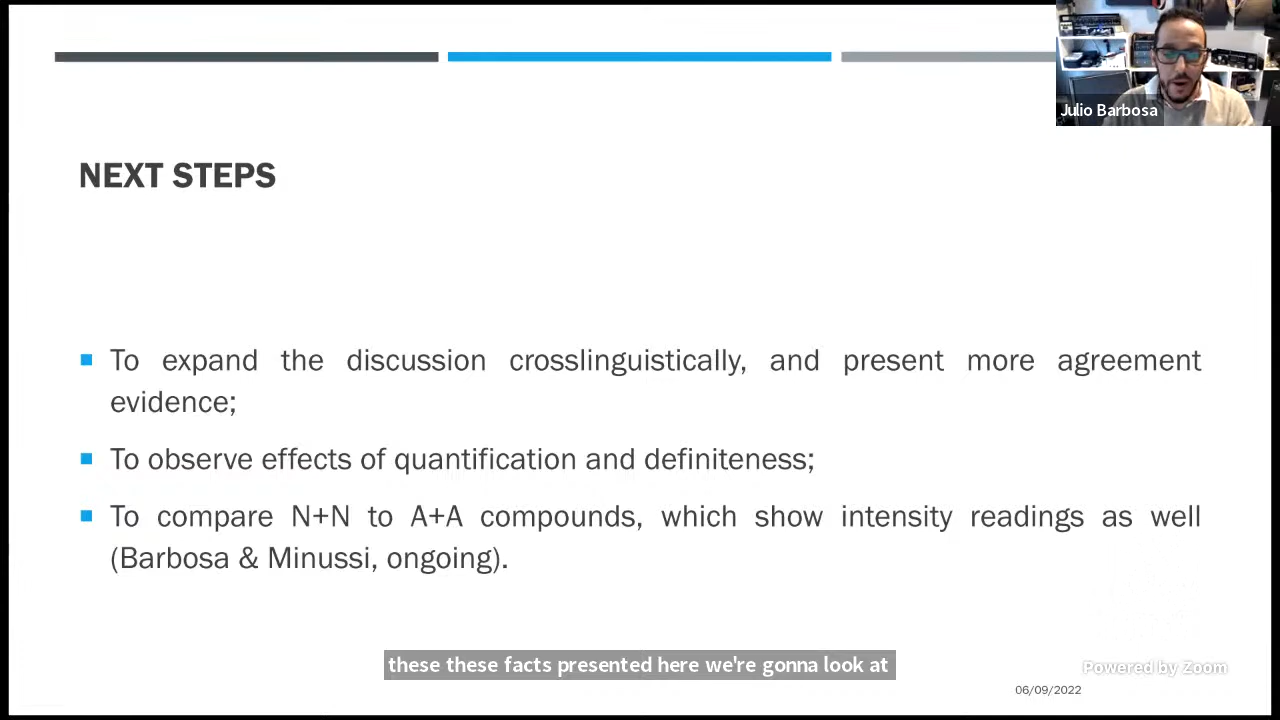 Julio Barbosa
NEXT STEPS
To expand the discussion crosslinguistically, and present more agreement
evidence;
To observe effects of quantification and definiteness;
To compare N+N to A+A compounds, which show intensity readings as well
(Barbosa & Minussi, ongoing).
these these facts presented here we're gonna look at
Powered by Zoom
06/09/2022